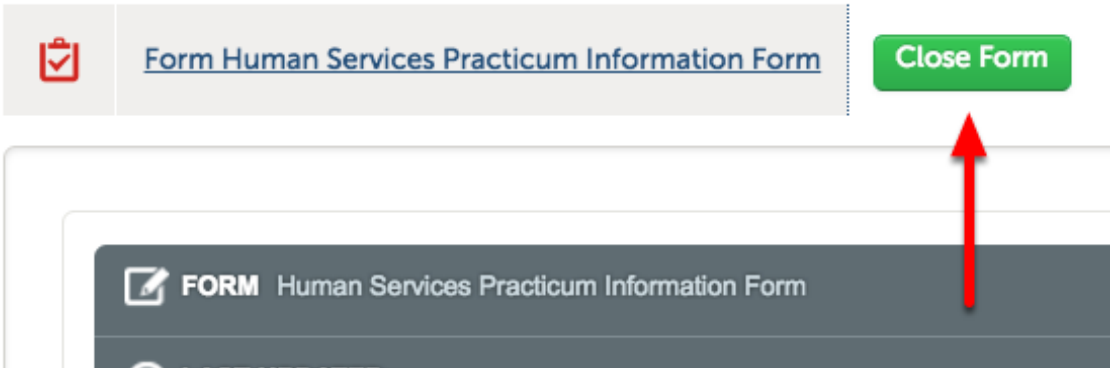 Form Human Services Practicum Information Form
Close Form
FORM Human Services Practicum Information Form